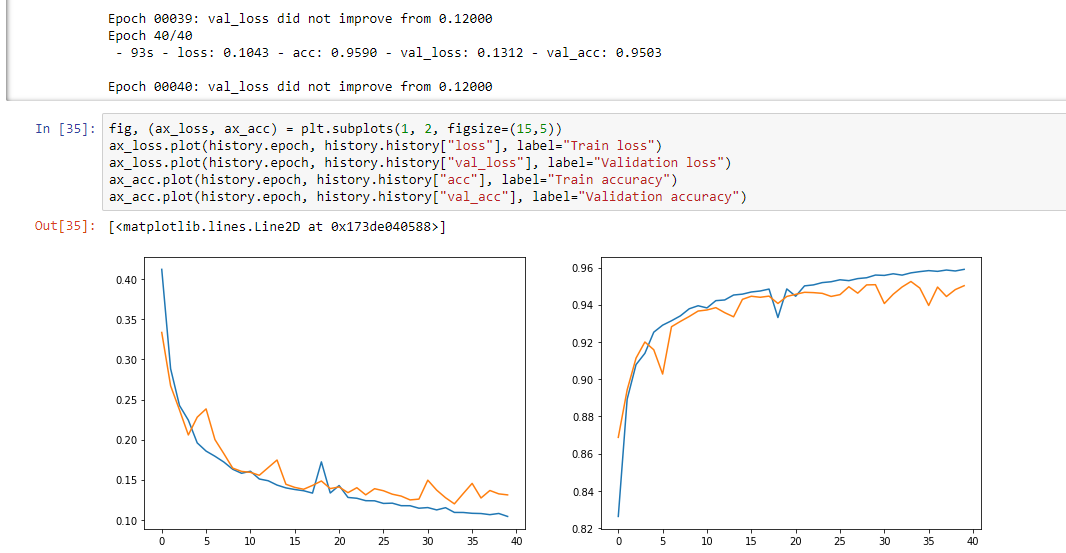 Epoch 00039: val_loss did not improve from 0.12000
Epoch 40/40
 - 93s - loss: 0.1043 - acc: 0.9590 - val_loss: 0.1312 - val_acc: 0.9503
Epoch 00040: val_loss did not improve from 0.12000
In [35]: fig, (ax_loss, ax_acc) = plt.subplots(1, 2, figsize=(15,5))
ax_loss.plot(history.epoch, history.history["loss"], label="Train loss")
ax_loss.plot(history.epoch, history.history["val_loss"], label="Validation loss")
ax_acc.plot(history.epoch, history.history["acc"], label="Train accuracy")
ax_acc.plot(history.epoch, history.history["val_acc"], label="Validation accuracy")
Out[35]: [<matplotlib.lines.Line2D at 0x173de040588>]
0.40
0.35
0.30
0.25
0.20
0.15
0.10
0 5 10 15 20 25 30 35 40
0.96
0.94
0.92
0.90
0.88
0.86
0.84
0.82
0 5 10 15 20 25 30 35 40